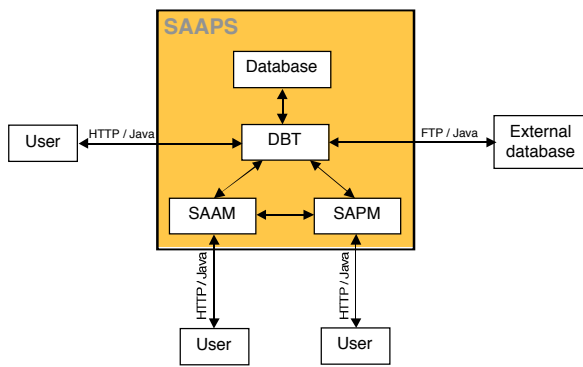 SAAPS
Database
User
HTTP / Java
DBT
FTP / Java
External
database
SAAM
SAPM
HTTP / Java
HTTP / Java
User
User